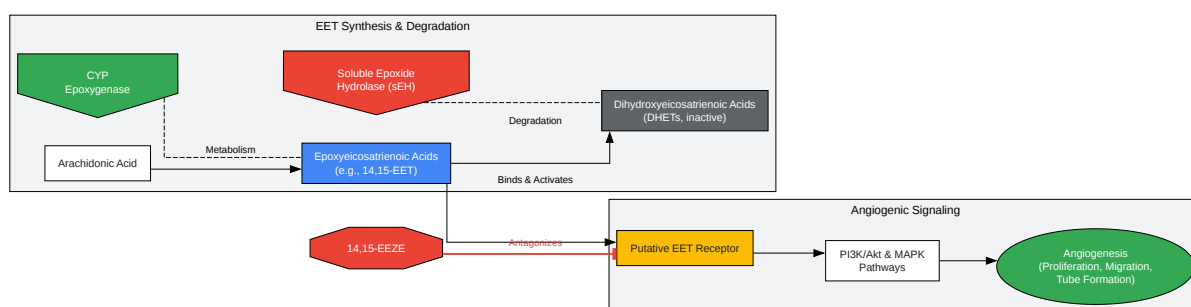 EET Synthesis & Degradation
CYP
Epoxygenase
Soluble Epoxide
Hydrolase (sEH)
Dihydroxyeicosatrienoic Acids
(DHETs, inactive)
Degradation
Metabolism
Arachidonic Acid
Epoxyeicosatrienoic Acids
(e.g., 14,15-EET)
Binds & Activates
Angiogenic Signaling
14,15-EEZE
Antagonizes
Putative EET Receptor
PI3K/Akt & MAPK
Pathways
Angiogenesis
(Proliferation, Migration,
Tube Formation)